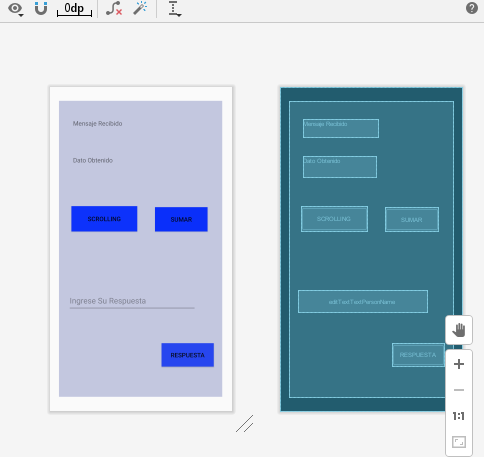 0dp
Mensaje Recibido
Dato Obtenido
SCROLLING
SUMAR
Ingrese Su Respuesta
RESPUESTA
Mensaje Recibido
Dato Obtenido
SCROLLING
SUMAR
editTextTextPersonName
RESPUESTA
1:1